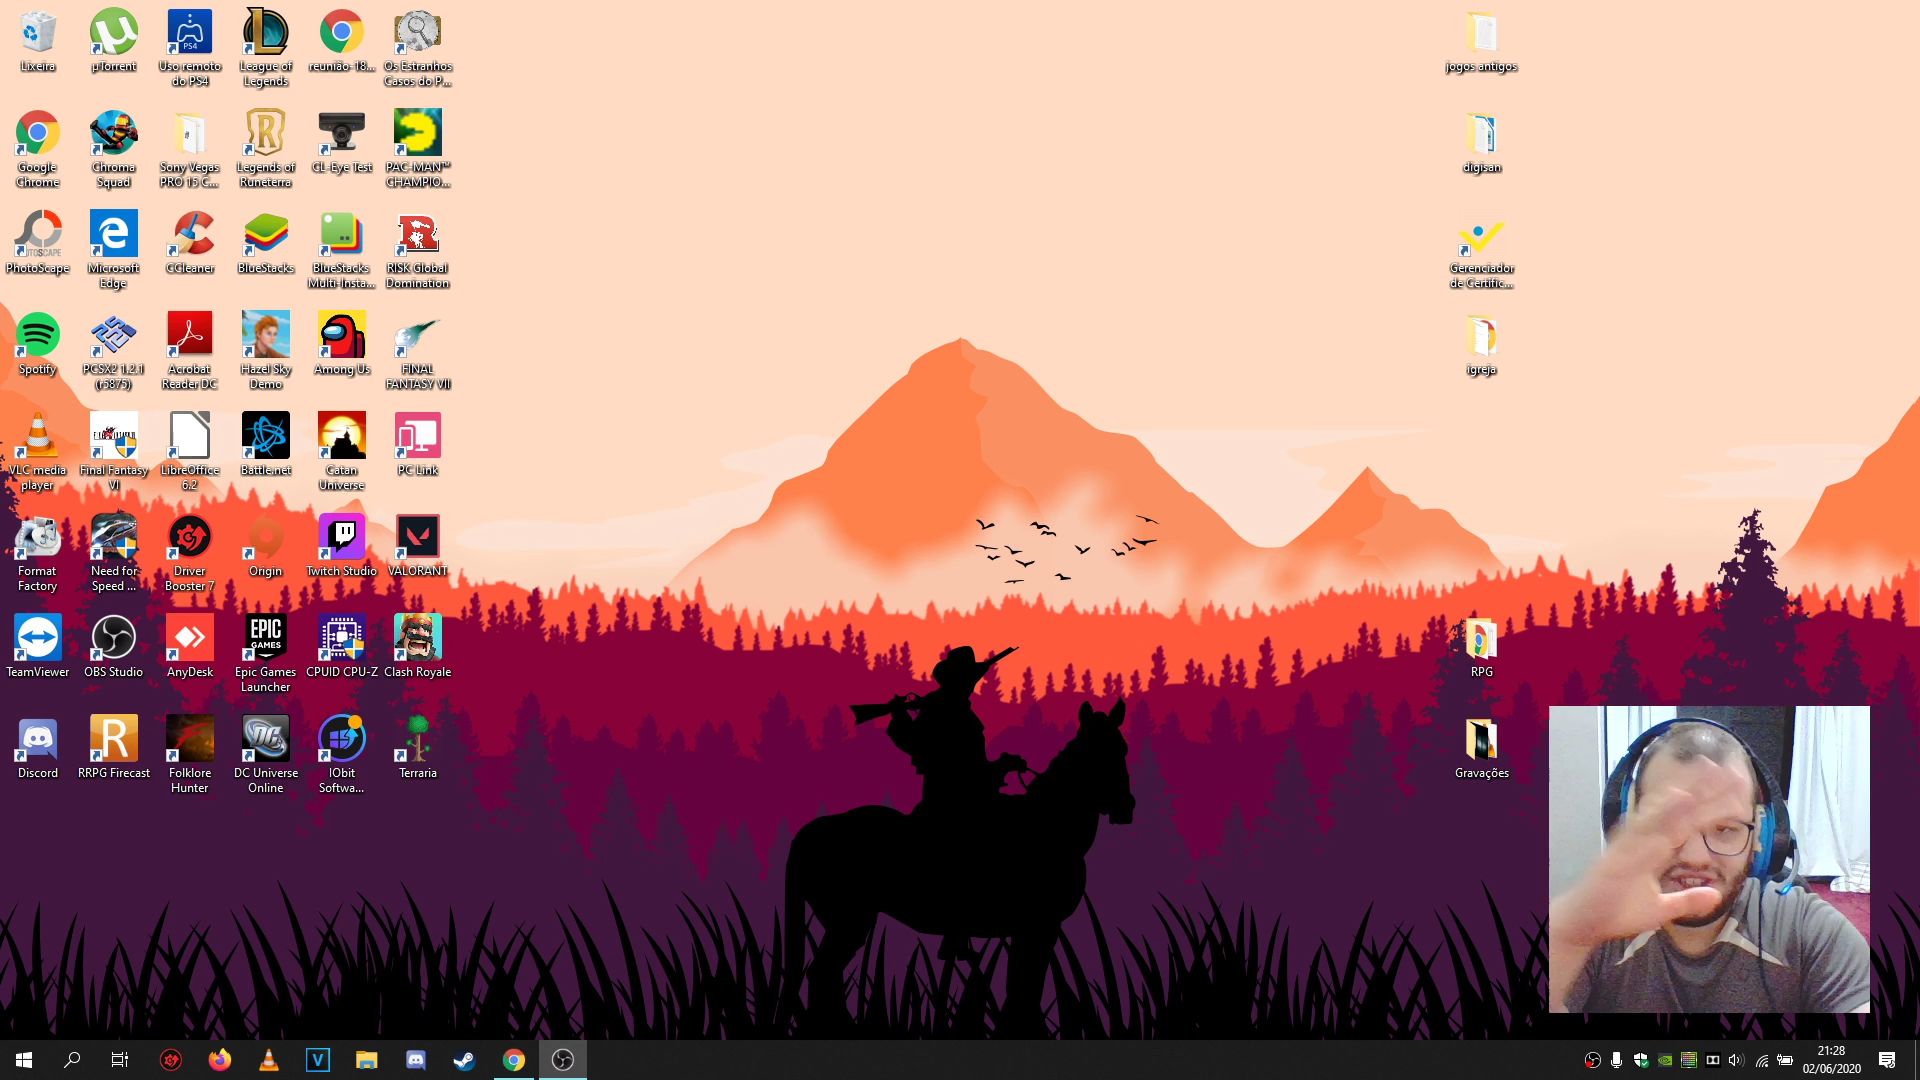 Lixeira
µTorrent
Uso remoto
do PS4
League of
Legends
reunião-18...
Os Estranhos
Casos do P...
PS4
jogos antigos
Google
Chrome
Chroma
Squad
Sony Vegas
PRO 15 C...
Legends of
Runeterra
CL-Eye Test
PAC-MAN™
CHAMPIO...
digisan
PhotoScape
Microsoft
Edge
CCleaner
BlueStacks
BlueStacks
Multi-Insta...
RISK Global
Domination
Gerenciador
de Certific...
Spotify
PCSX2 1.2.1
(r5875)
Acrobat
Reader DC
Hazel Sky
Demo
Among Us
FINAL
FANTASY VII
igreja
VLC media
player
Final Fantasy
VI
LibreOffice
6.2
Battle.net
Catan
Universe
PC Link
Format
Factory
Need for
Speed ...
Driver
Booster 7
Origin
Twitch Studio
VALORANT
EPIC
GAMES
TeamViewer
OBS Studio
AnyDesk
Epic Games
Launcher
CPUID CPU-Z
Clash Royale
RPG
Discord
RRPG Firecast
Folklore
Hunter
DC Universe
Online
IObit
Softwa...
Terraria
Gravações
21:28
02/06/2020